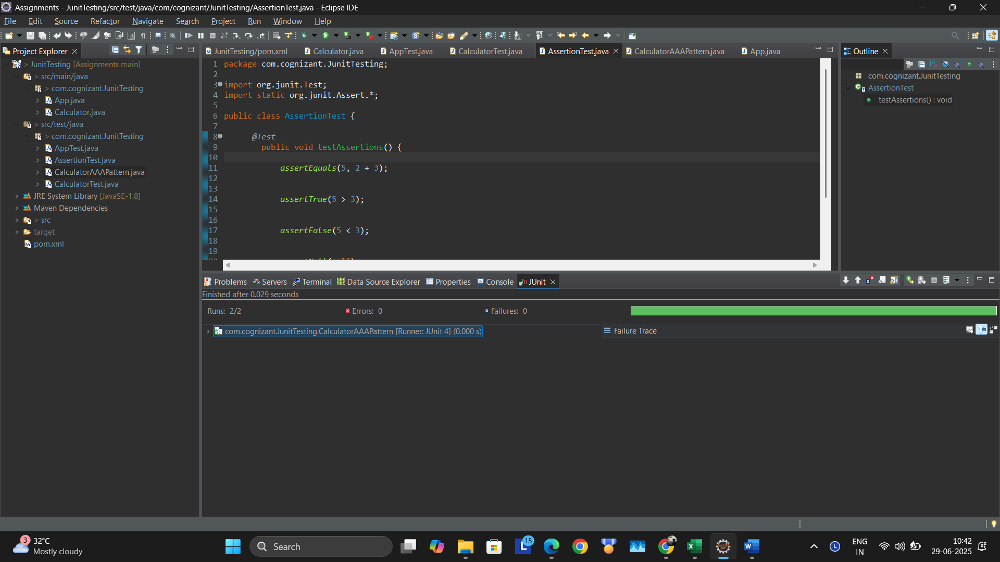 Assignments - JunitTesting/src/test/java/com/cognizant/JunitTesting/AssertionTest.java - Eclipse IDE
File Edit Source Refactor Navigate Search Project Run Window Help
Project Explorer
JunitTesting/pom.xml Calculator.java AppTest.java CalculatorTest.java AssertionTest.java CalculatorAAAPattern.java App.java
Outline
> JunitTesting [Assignments main]
> src/main/java
> com.cognizant.JunitTesting
App.java
Calculator.java
> src/test/java
> com.cognizant.JunitTesting
AppTest.java
AssertionTest.java
CalculatorAAAPattern.java
CalculatorTest.java
JRE System Library [JavaSE-1.8]
Maven Dependencies
> src
target
pom.xml
1 package com.cognizant.JunitTesting;
2
3 import org.junit.Test;
4 import static org.junit.Assert.*;
5
6 public class AssertionTest {
7
8 @Test
9 public void testAssertions() {
10
11 assertEquals(5, 2 + 3);
12
13
14 assertTrue(5 > 3);
15
16
17 assertFalse(5 < 3);
18
19
com.cognizant.JunitTesting
AssertionTest
testAssertions() : void
Problems Servers Terminal Data Source Explorer Properties Console JUnit
Finished after 0.029 seconds
Runs: 2/2 Errors: 0 Failures: 0
com.cognizant.JunitTesting.CalculatorAAAPattern [Runner: JUnit 4] (0.000 s)
Failure Trace
3
32°C
Mostly cloudy
Search
15
ENG
IN
10:42
29-06-2025